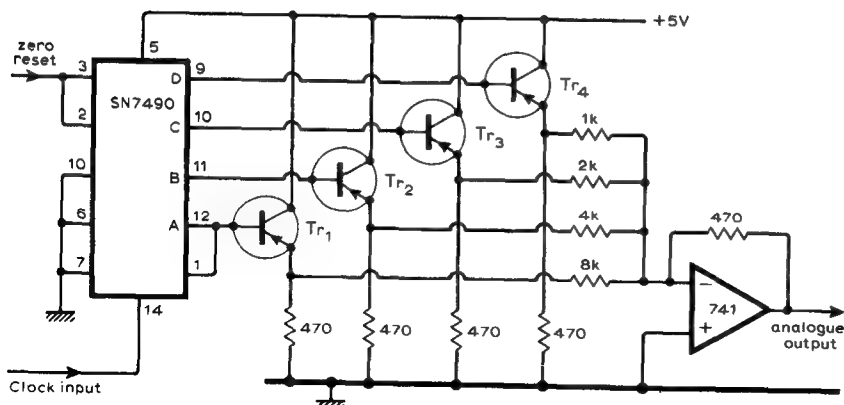 +5V
zero
reset
3
5
D
9
SN7490
Tr4
2
C
10
Tr3
1k
10
B
11
Tr2
2k
6
A
12
Tr1
4k
470
7
1
8k
−
741
+
14
470
470
470
470
analogue
output
Clock input